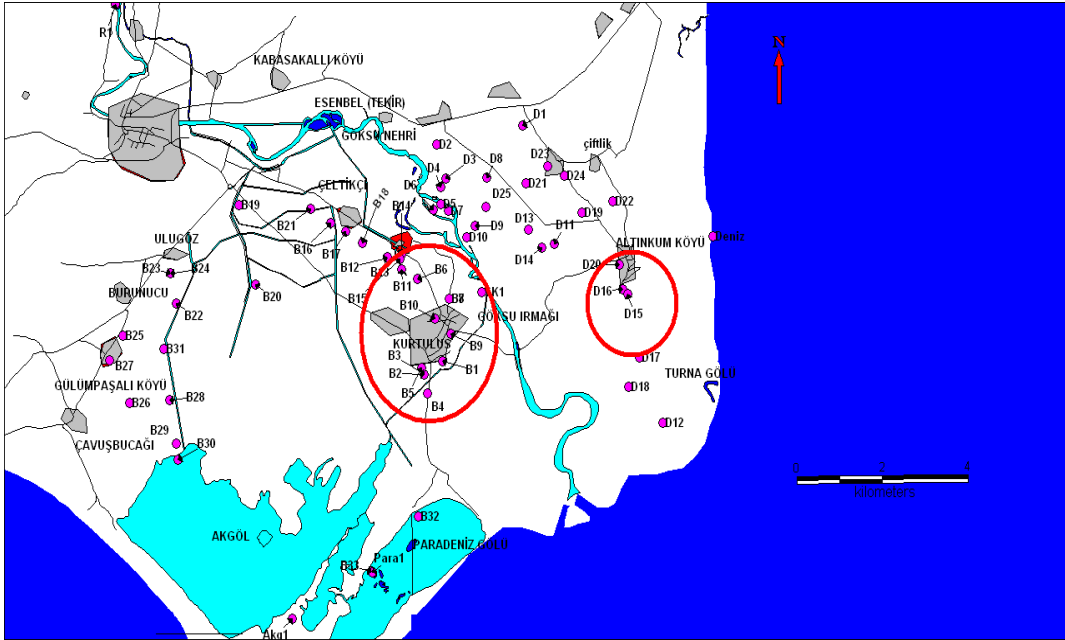 R1
N
KABASAKALLI KÖYÜ
ESENBEL (TEKİR)
D1
GÖKSU NEHRİ
D2
çiftlik
D23
D3
D8
D4
D24
D6
D21
ÇELTİKÇİ
B18
D25
D5
D7
B14
D22
B19
B21
D19
D9
D13
D11
B16
D10
Deniz
B17
D14
ALTINKUM KÖYÜ
ULUGÖZ
B12
D20
B13
B23
B24
B6
B11
B20
D16
BURUNUCU
B15
B7
K1
B22
B10
D15
GÖKSU IRMAĞI
B25
KURTULUŞ
B9
B31
B3
D17
B27
B1
B2
TURNA GÖLÜ
GÜLÜMPAŞALI KÖYÜ
B5
D18
B26
B28
B4
D12
B29
ÇAVUŞBUCAĞI
B30
0
2
4
kilometers
B32
AKGÖL
PARADENİZ GÖLÜ
Para1
B33
Akg1